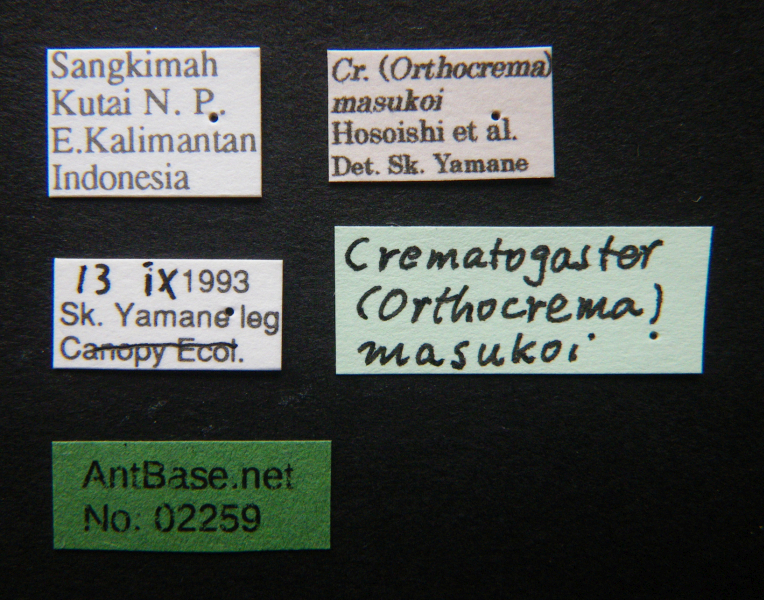 Sangkimah
Kutai N. P.
E.Kalimantan
Indonesia
Cr. (Orthocrema)
masukoi
Hosoishi et al.
Det. Sk. Yamane
13 ix 1993
Sk. Yamane leg
Canopy Ecol.
Crematogaster
(Orthocrema)
masukoi
AntBase.net
No: 02259